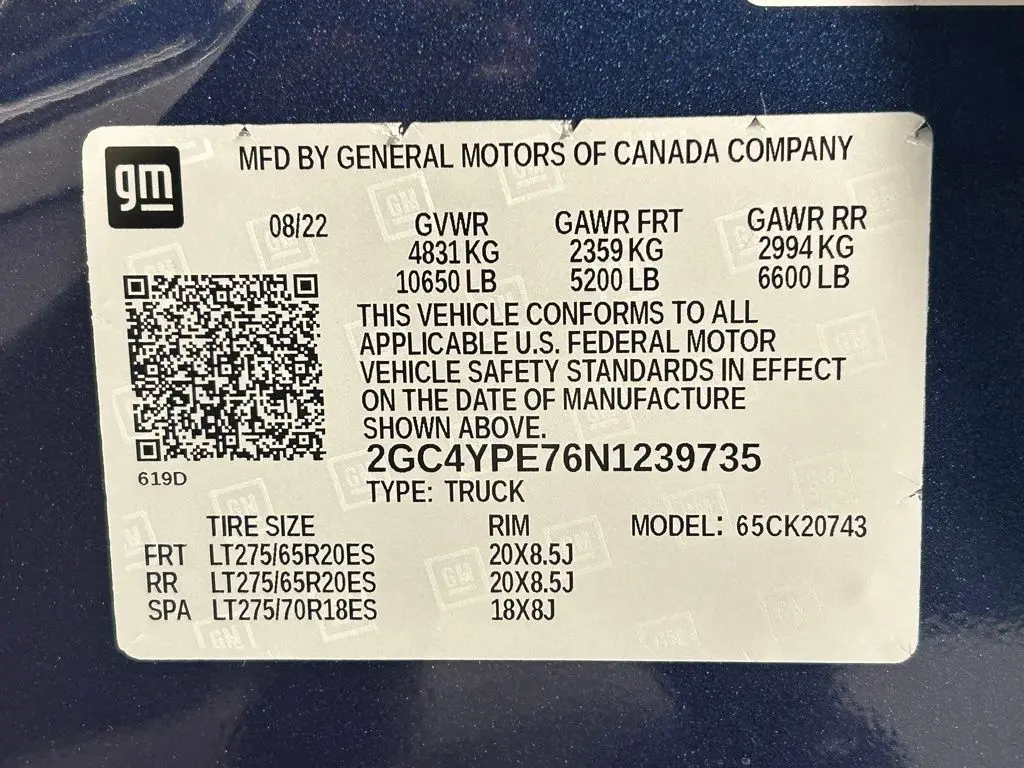 gm
MFD BY GENERAL MOTORS OF CANADA COMPANY
08/22 GVWR GAWR FRT GAWR RR
4831 KG 2359 KG 2994 KG
10650 LB 5200 LB 6600 LB
THIS VEHICLE CONFORMS TO ALL
APPLICABLE U.S. FEDERAL MOTOR
VEHICLE SAFETY STANDARDS IN EFFECT
ON THE DATE OF MANUFACTURE
SHOWN ABOVE.
2GC4YPE76N1239735
619D
TYPE: TRUCK
TIRE SIZE RIM MODEL: 65CK20743
FRT LT275/65R20ES 20X8.5J
RR LT275/65R20ES 20X8.5J
SPA LT275/70R18ES 18X8J